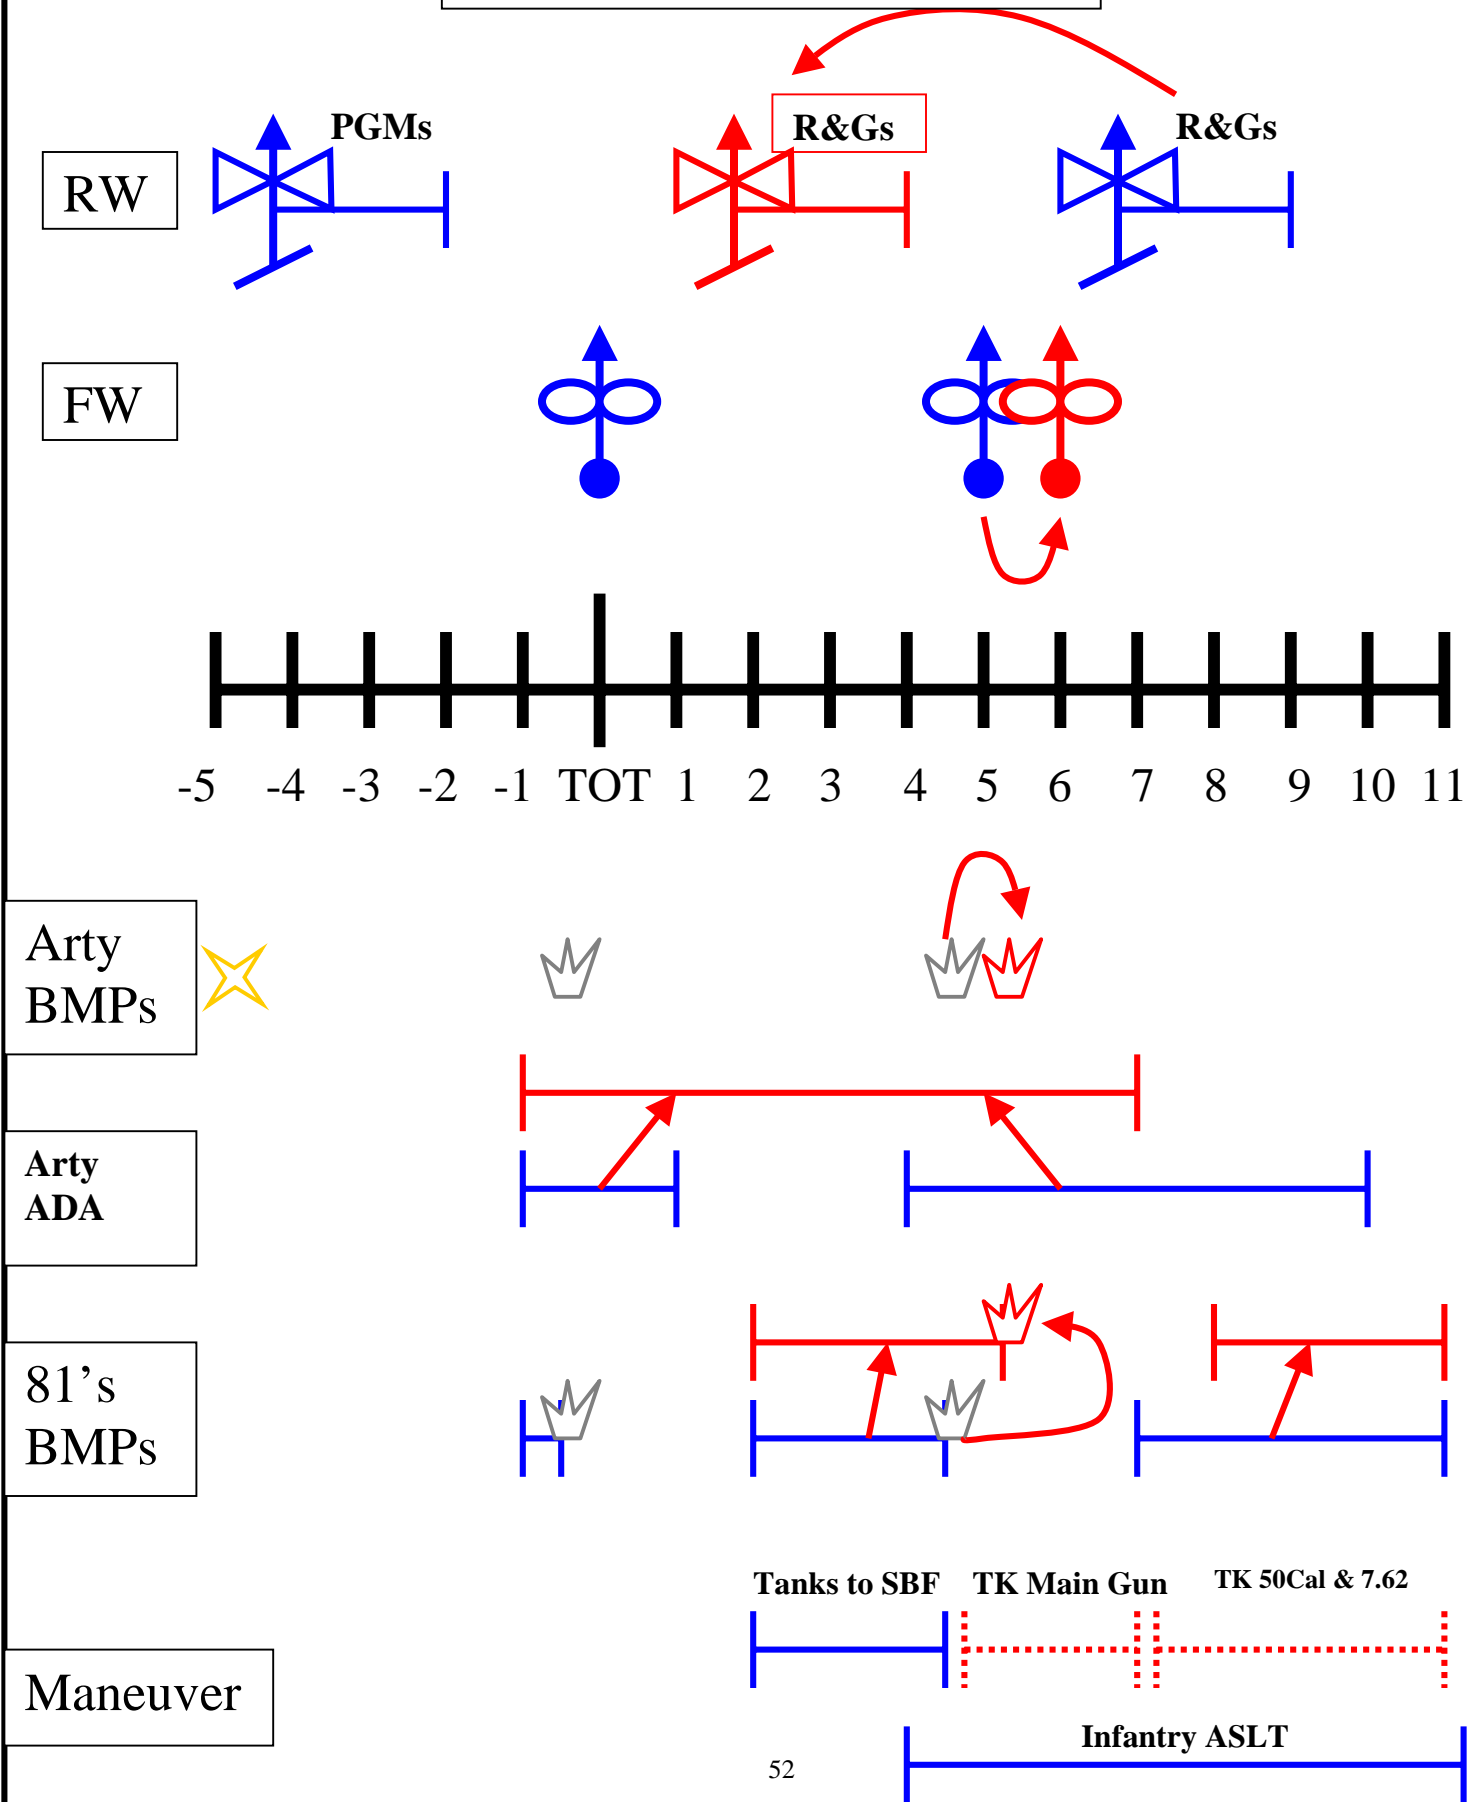 PGMs
R&Gs
R&Gs
RW
FW
-5 -4 -3 -2 -1 TOT 1 2 3 4 5 6 7 8 9 10 11
Arty
BMPs
Arty
ADA
81’s
BMPs
Tanks to SBF
TK Main Gun
TK 50Cal & 7.62
Maneuver
Infantry ASLT
52